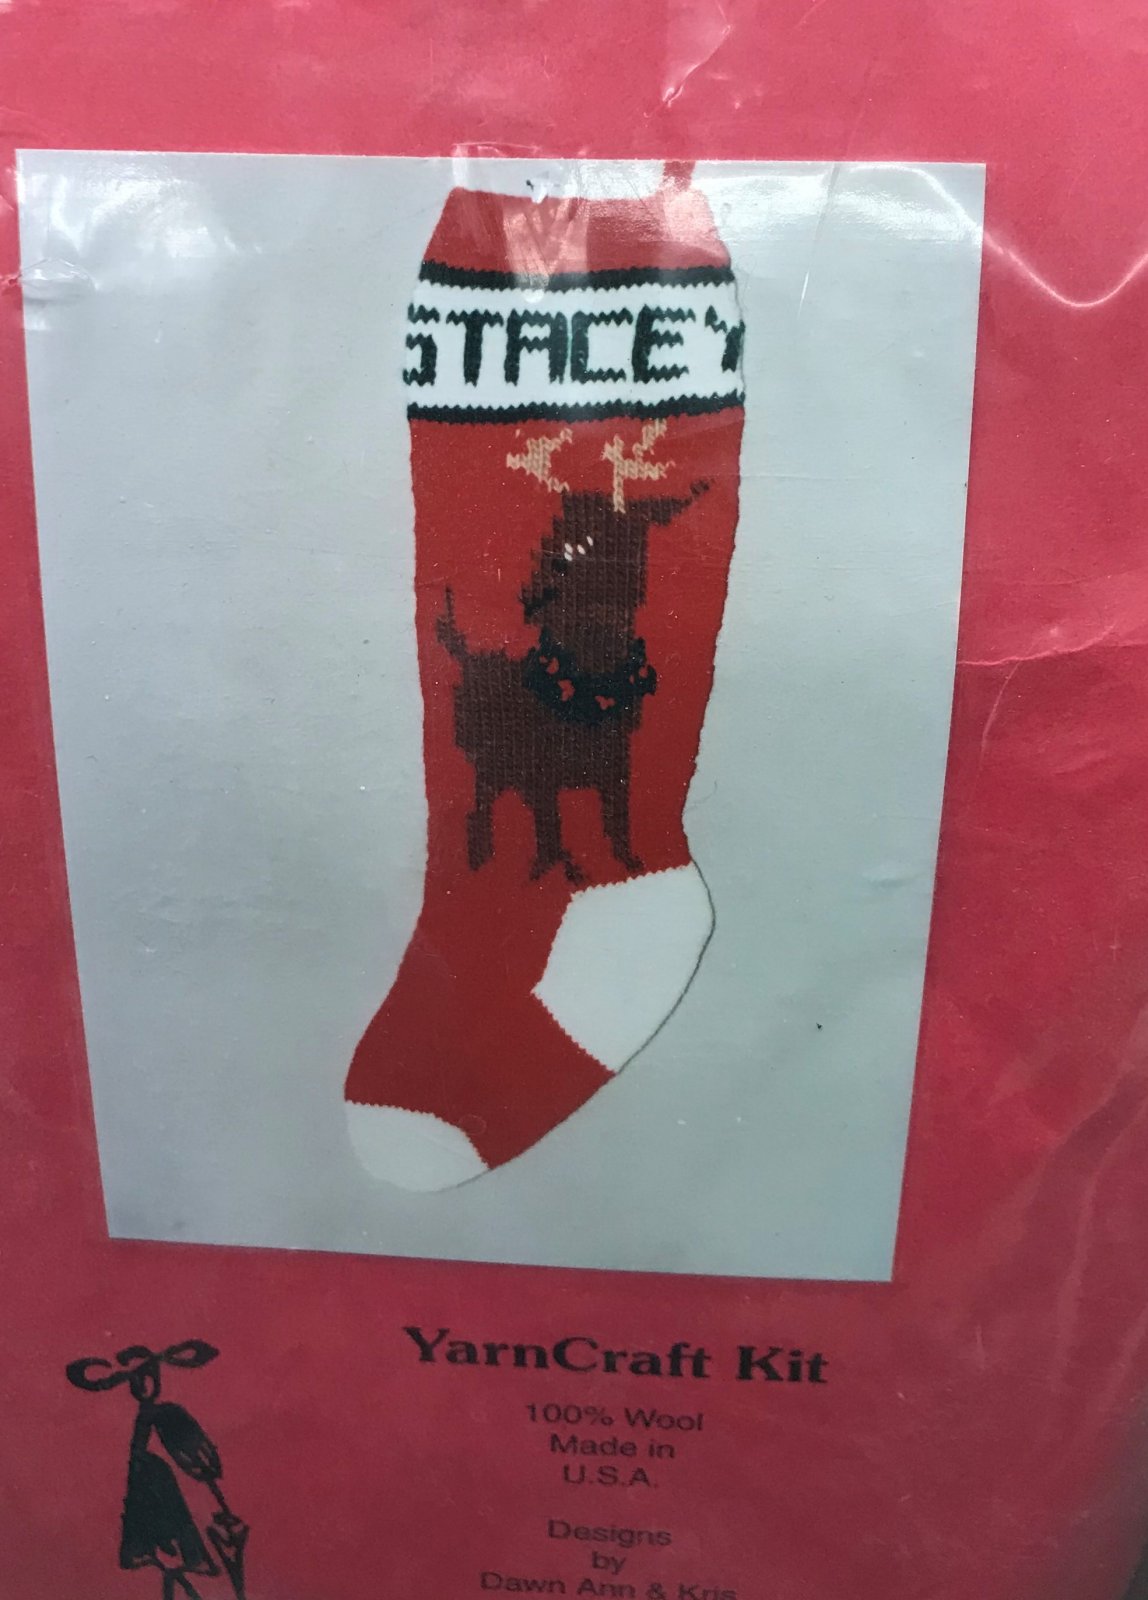 STACEY
YarnCraft Kit
100% Wool
Made in
U.S.A.
Designs
by
Dawn Ann & Kris